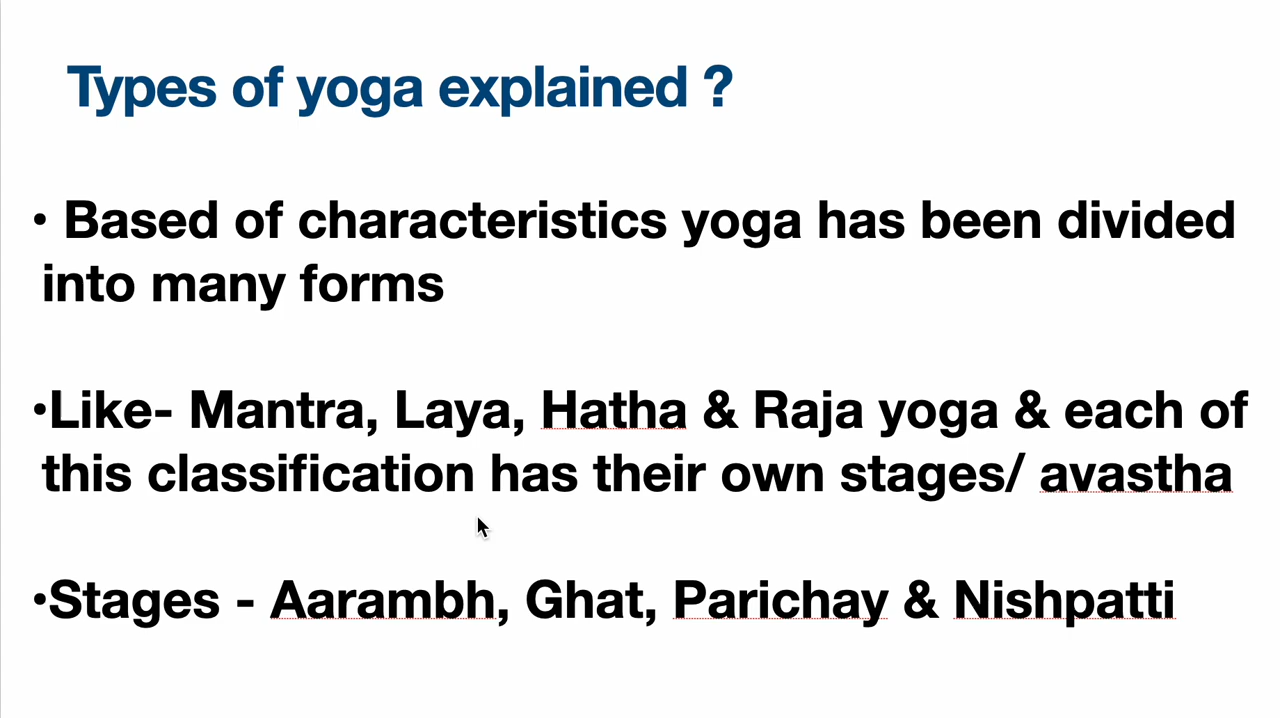 Types of yoga explained ?
• Based of characteristics yoga has been divided
into many forms
•Like- Mantra, Laya, Hatha & Raja yoga & each of
this classification has their own stages/ avastha
•Stages - Aarambh, Ghat, Parichay & Nishpatti